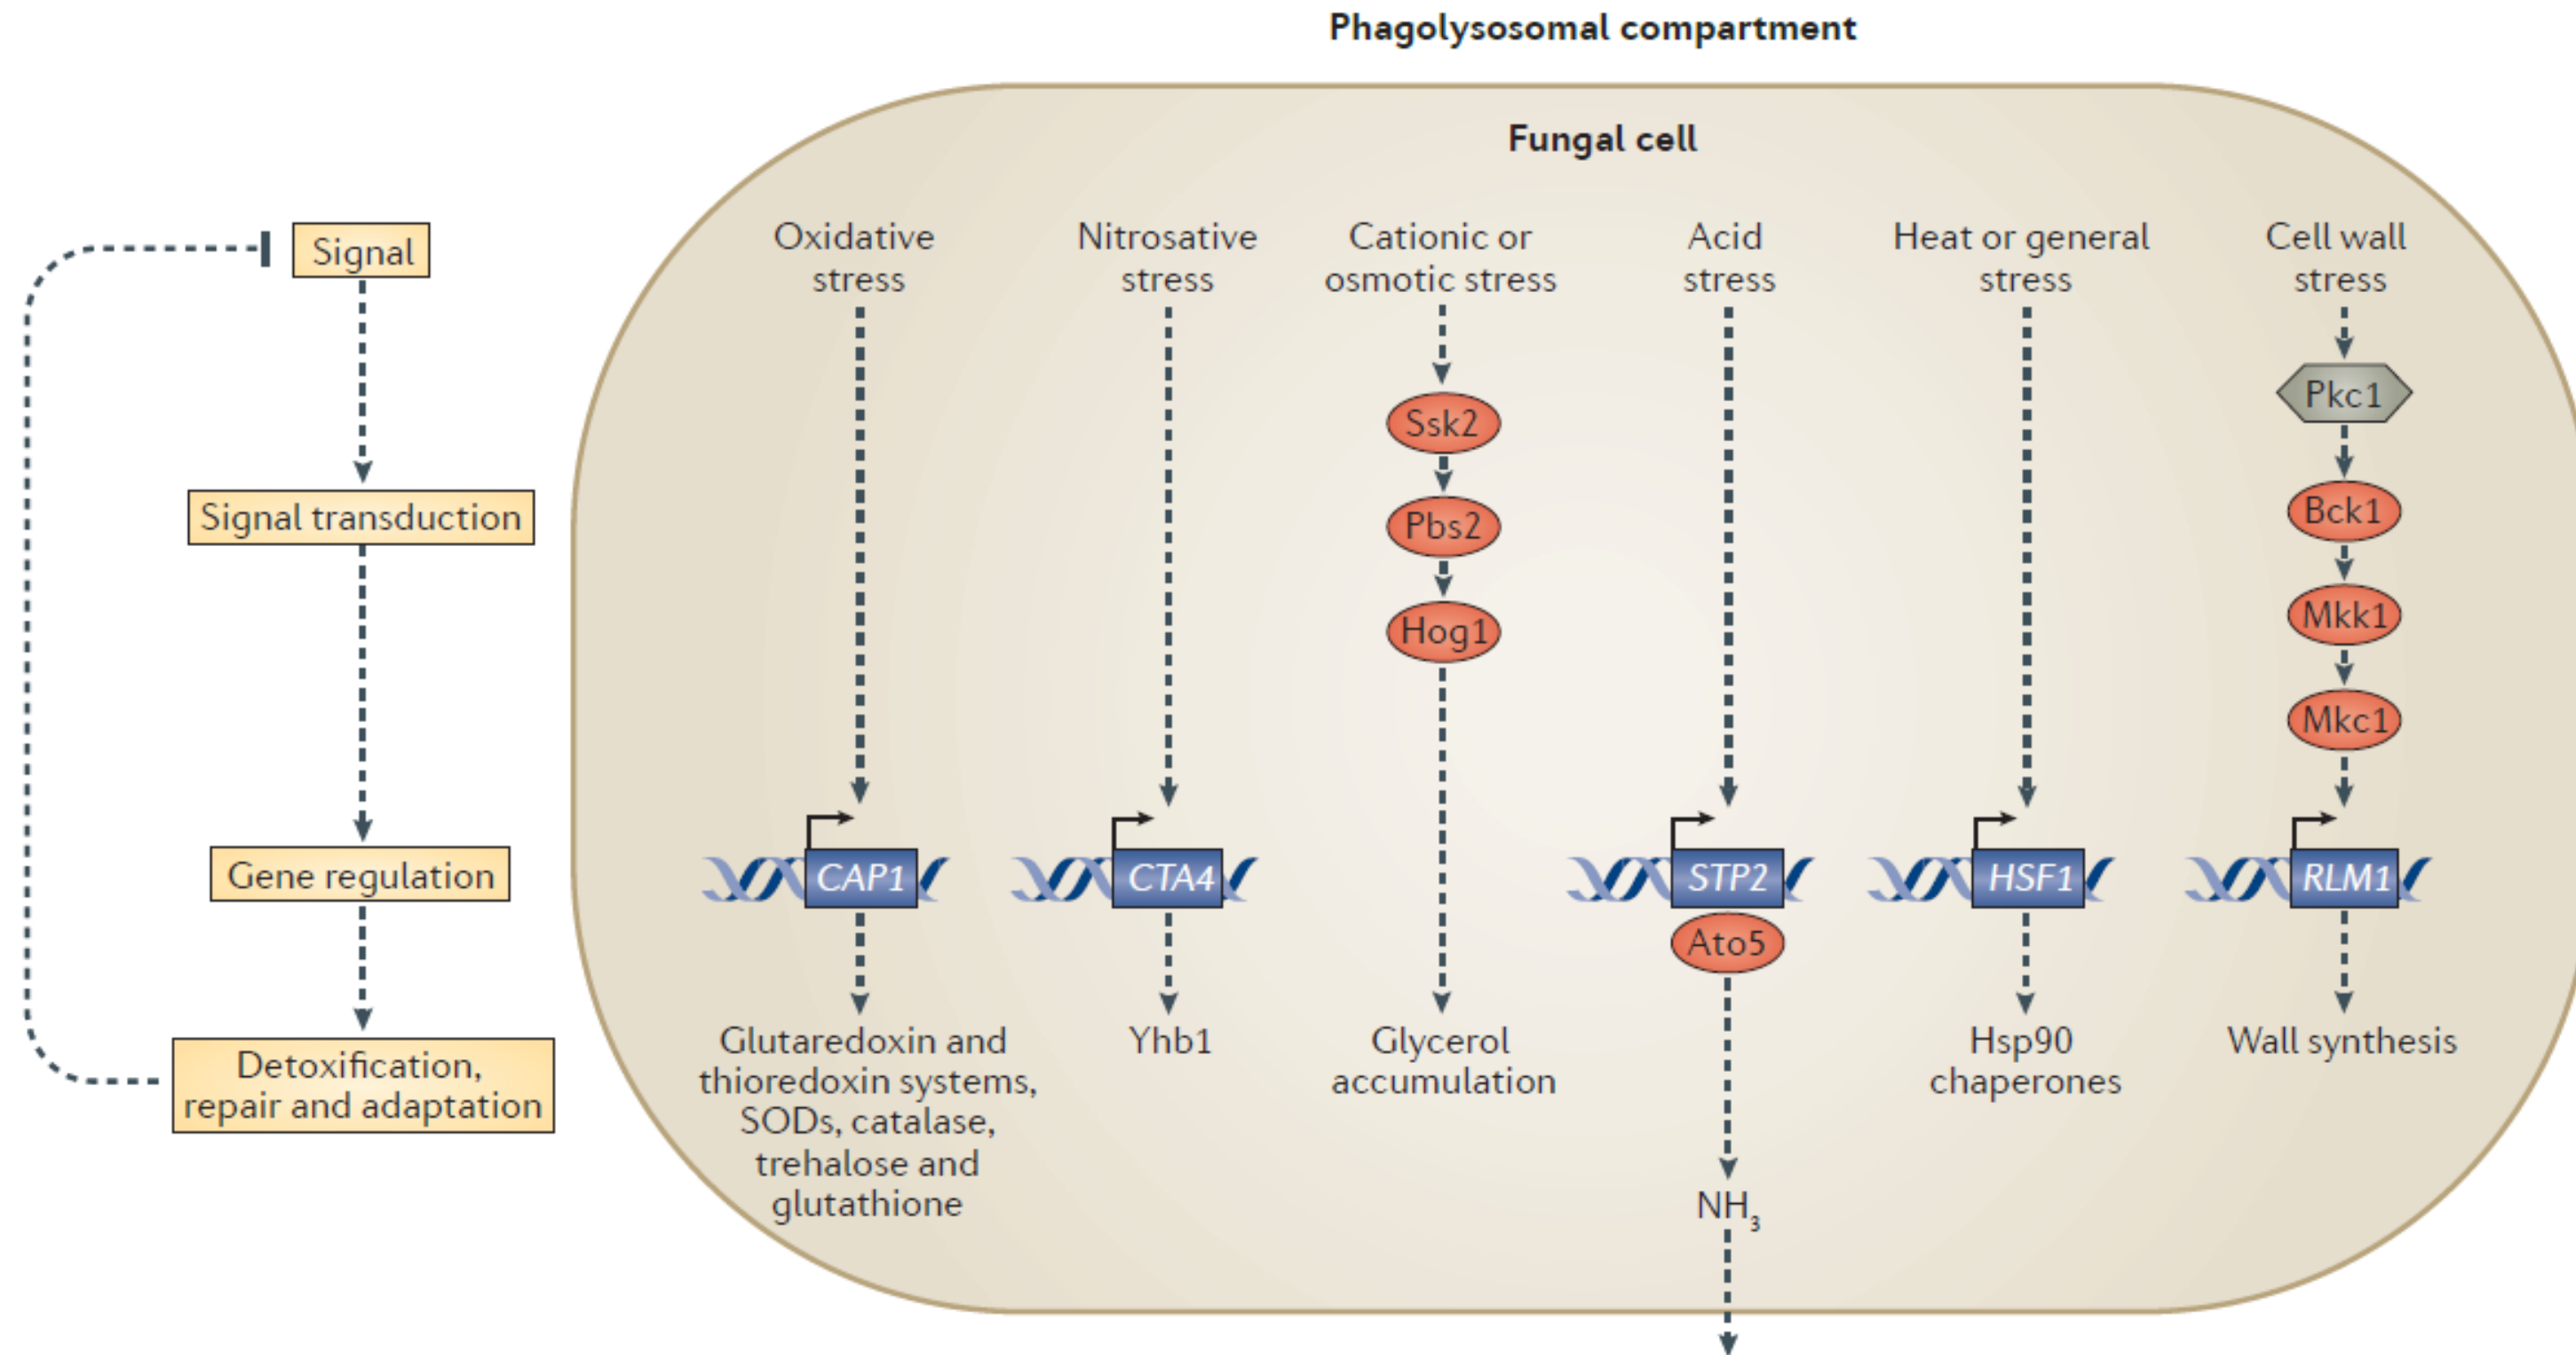 Phagolysosomal compartment
Fungal cell
Signal
Signal transduction
Gene regulation
Detoxification,
repair and adaptation
Oxidative
stress
CAP1
Glutaredoxin and
thioredoxin systems,
SODs, catalase,
trehalose and
glutathione
Nitrosative
stress
CTA4
Yhb1
Cationic or
osmotic stress
Ssk2
Pbs2
Hog1
Glycerol
accumulation
Acid
stress
STP2
Ato5
NH₃
Heat or general
stress
HSF1
Hsp90
chaperones
Cell wall
stress
Pkc1
Bck1
Mkk1
Mkc1
RLM1
Wall synthesis